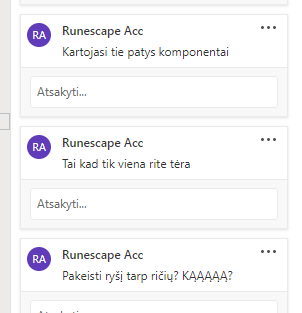 RA Runescape Acc ...
Kartojasi tie patys komponentai
Atsakyti...
RA Runescape Acc ...
Tai kad tik viena rite tėra
Atsakyti...
RA Runescape Acc ...
Pakeisti ryšį tarp ričių? KĄĄĄĄĄ?
Atsakyti...